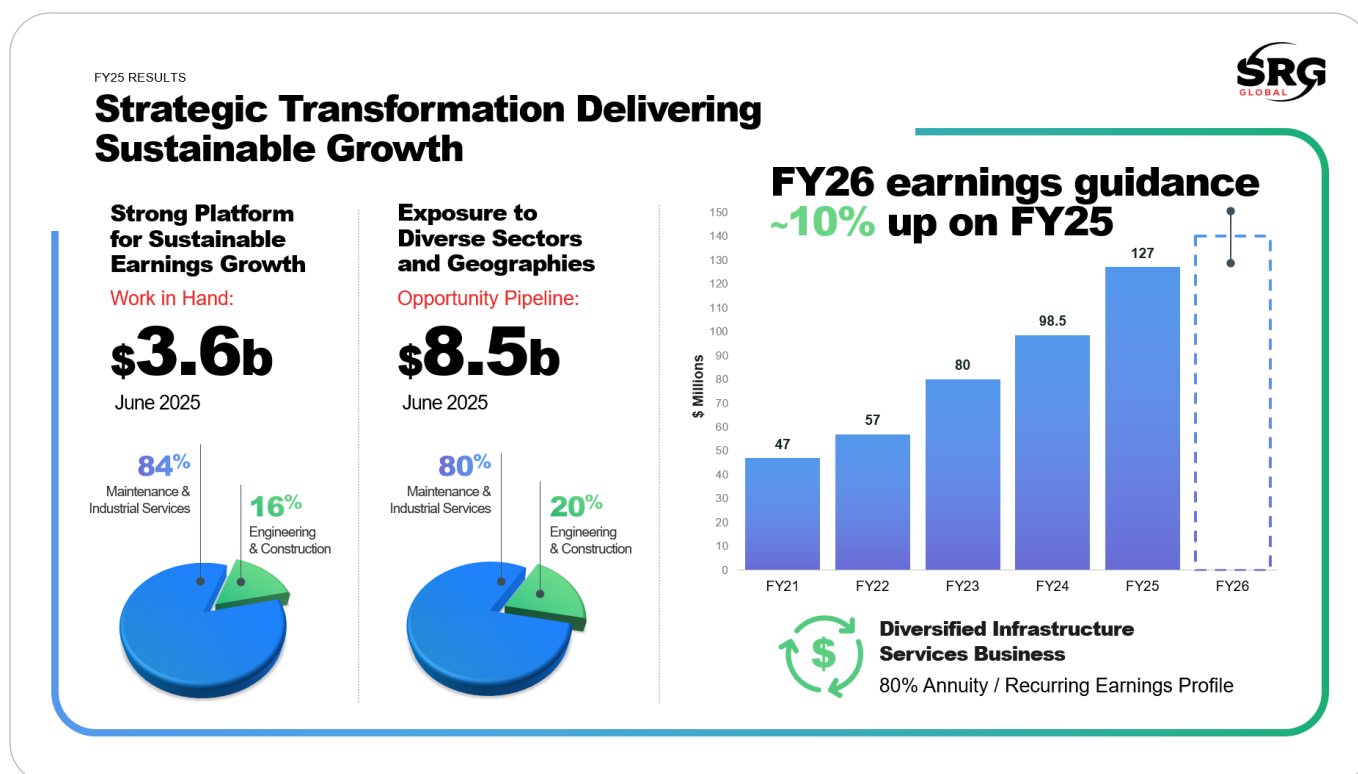 FY25 RESULTS
Strategic Transformation Delivering
Sustainable Growth
SRG
GLOBAL
Strong Platform
for Sustainable
Earnings Growth
Work in Hand:
$3.6b
June 2025
84%
Maintenance &
Industrial Services
16%
Engineering
& Construction
Exposure to
Diverse Sectors
and Geographies
Opportunity Pipeline:
$8.5b
June 2025
80%
Maintenance &
Industrial Services
20%
Engineering
& Construction
FY26 earnings guidance
~10% up on FY25
$ Millions
150
140
130
120
110
100
90
80
70
60
50
40
30
20
10
0
47
57
80
98.5
127
FY21
FY22
FY23
FY24
FY25
FY26
$
Diversified Infrastructure
Services Business
80% Annuity / Recurring Earnings Profile